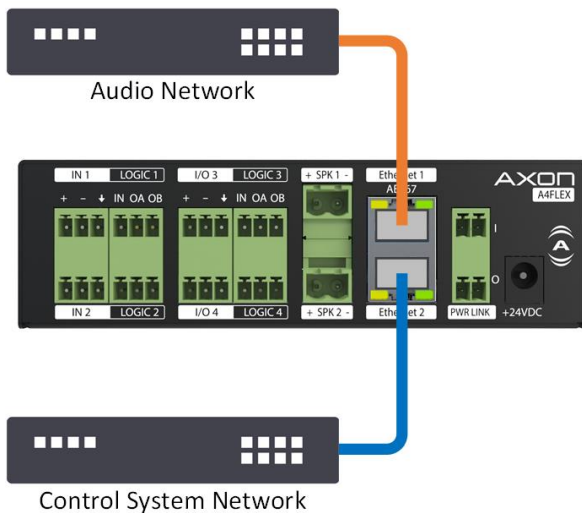 Audio Network
IN 1 LOGIC 1 I/O 3 LOGIC 3 + SPK 1 - Ethernet 1
AXON
A4FLEX
+ − IN OA OB + − IN OA OB
I
A
O
IN 2 LOGIC 2 I/O 4 LOGIC 4 + SPK 2 - Ethernet 2 PWR LINK +24VDC
Control System Network